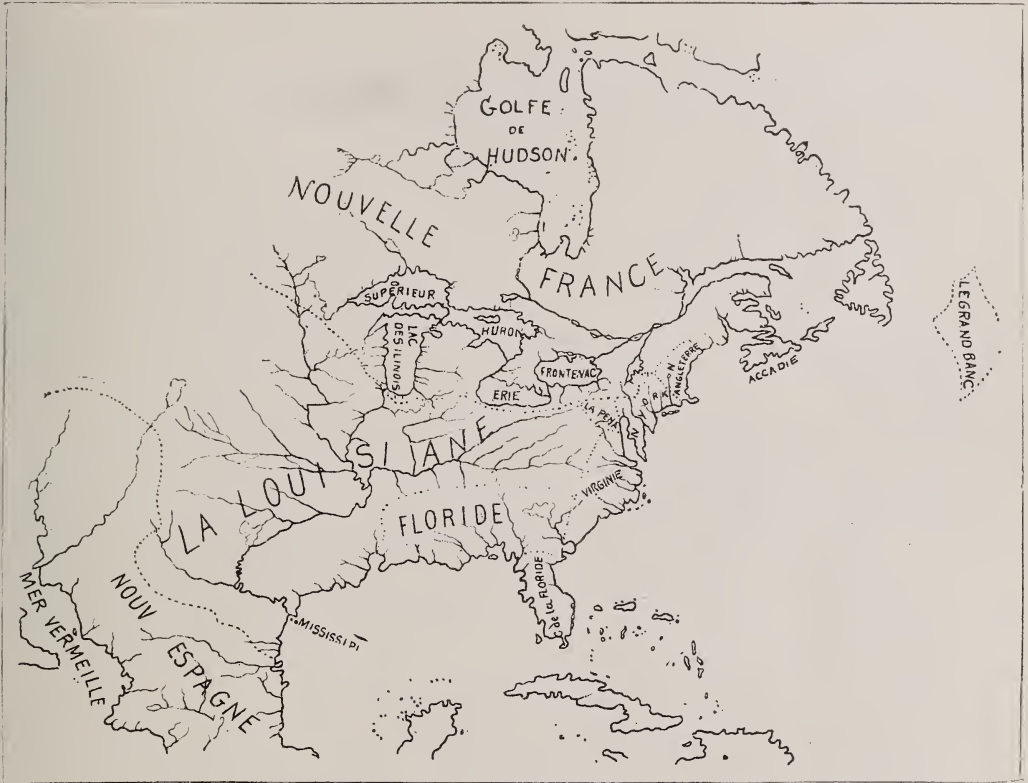 GOLFE
DE
HUDSON
NOUVELLE
FRANCE
SUPERIEUR
LAC
DES ILINOIS
HURON
FRONTENAC
ERIE
N
ANGLETERRE
ACCADIE
LE GRAND BANC
LA PENA
VIRGINIE
LA LOUISIANE
FLORIDE
C de la FLORIDE
MISSISSIPI
NOUV
ESPAGNE
MER VERMEILLE